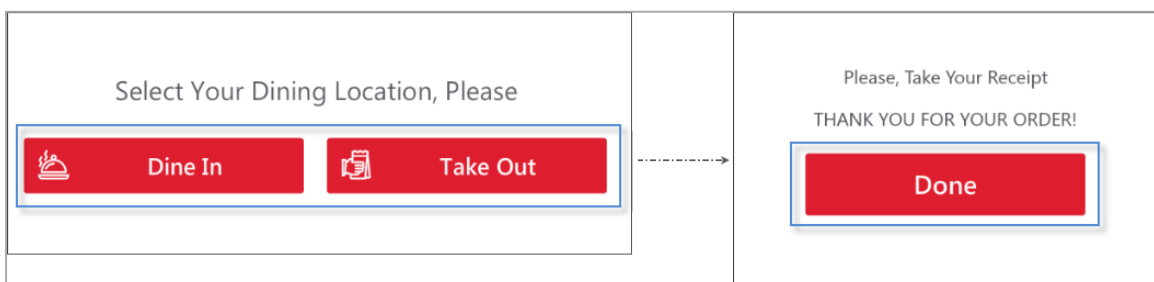 Select Your Dining Location, Please
Dine In
Take Out
Please, Take Your Receipt
THANK YOU FOR YOUR ORDER!
Done